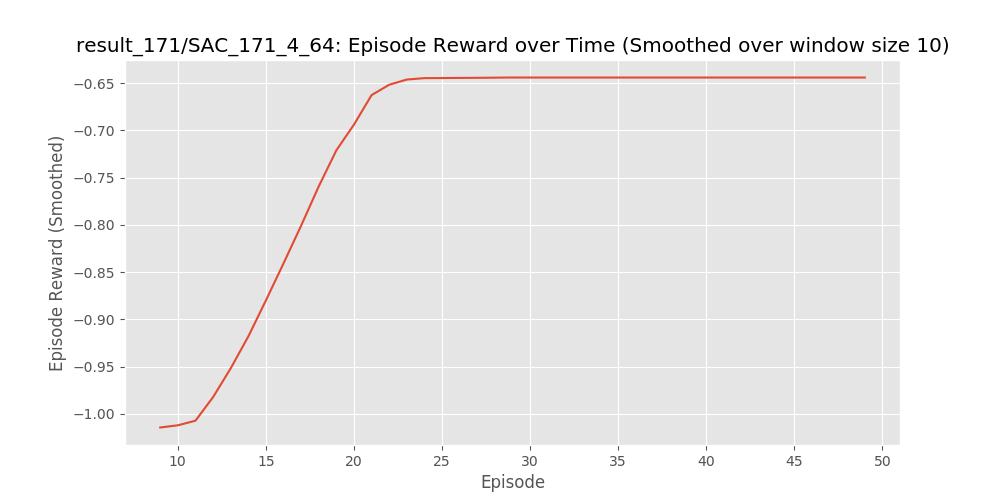 result_171/SAC_171_4_64: Episode Reward over Time (Smoothed over window size 10)
Episode Reward (Smoothed)
−0.65
−0.70
−0.75
−0.80
−0.85
−0.90
−0.95
−1.00
10 15 20 25 30 35 40 45 50
Episode